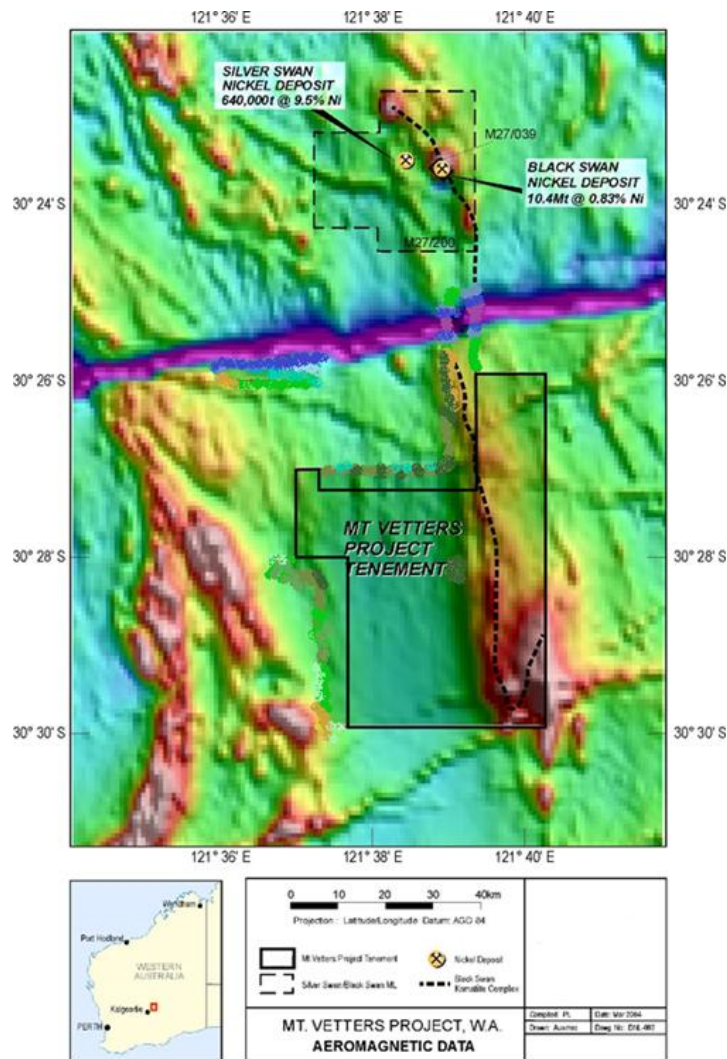 121° 36' E
121° 38' E
121° 40' E
SILVER SWAN
NICKEL DEPOSIT
640,000t @ 9.5% Ni
M27/039
BLACK SWAN
NICKEL DEPOSIT
10.4Mt @ 0.83% Ni
30° 24' S
30° 24' S
M27/200
30° 26' S
30° 26' S
MT VETTERS
PROJECT
TENEMENT
30° 28' S
30° 28' S
30° 30' S
30° 30' S
121° 36' E
121° 38' E
121° 40' E
Wyndham
Port Hedland
WESTERN
AUSTRALIA
Kalgoorlie
PERTH
0 10 20 30 40km
Projection : Latitude/Longitude Datum: AGD 84
Mt Vetters Project Tenement
Nickel Deposit
Silver Swan/Black Swan ML
Black Swan
Komatiite Complex
MT. VETTERS PROJECT, W.A.
AEROMAGNETIC DATA
Compiled: PL
Date: Mar 2004
Drawn:
Dwg No: